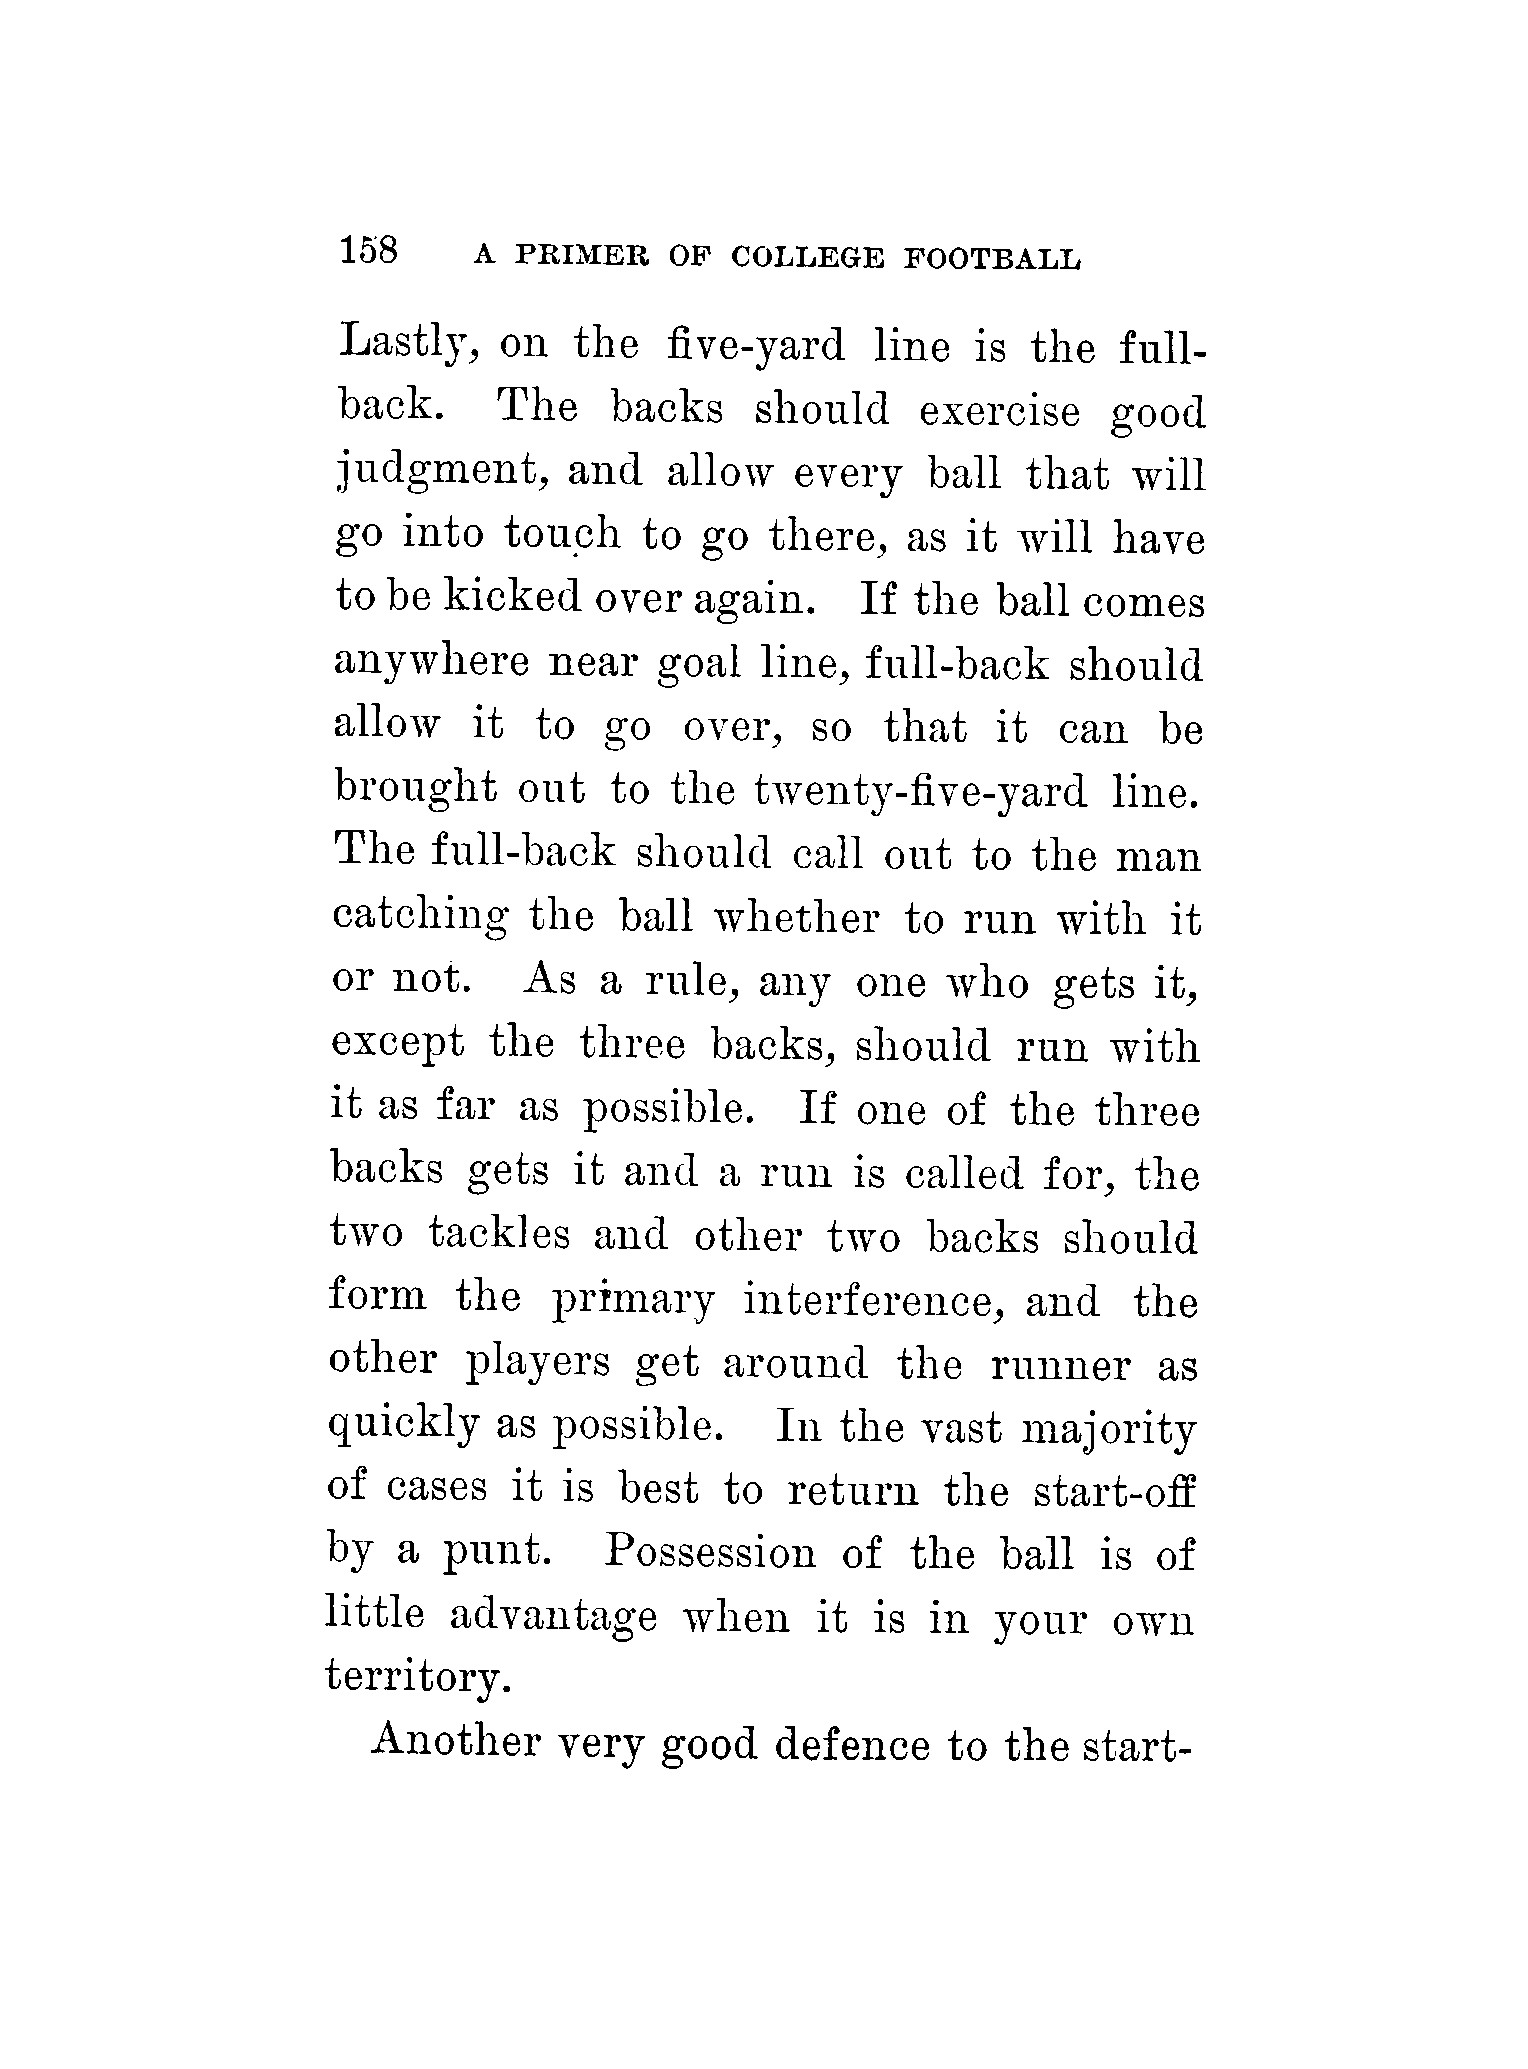 158 A PRIMER OF COLLEGE FOOTBALL
Lastly, on the five-yard line is the full-
back. The backs should exercise good
judgment, and allow every ball that will
go into touch to go there, as it will have
to be kicked over again. If the ball comes
anywhere near goal line, full-back should
allow it to go over, so that it can be
brought out to the twenty-five-yard line.
The full-back should call out to the man
catching the ball whether to run with it
or not. As a rule, any one who gets it,
except the three backs, should run with
it as far as possible. If one of the three
backs gets it and a run is called for, the
two tackles and other two backs should
form the primary interference, and the
other players get around the runner as
quickly as possible. In the vast majority
of cases it is best to return the start-off
by a punt. Possession of the ball is of
little advantage when it is in your own
territory.
Another very good defence to the start-